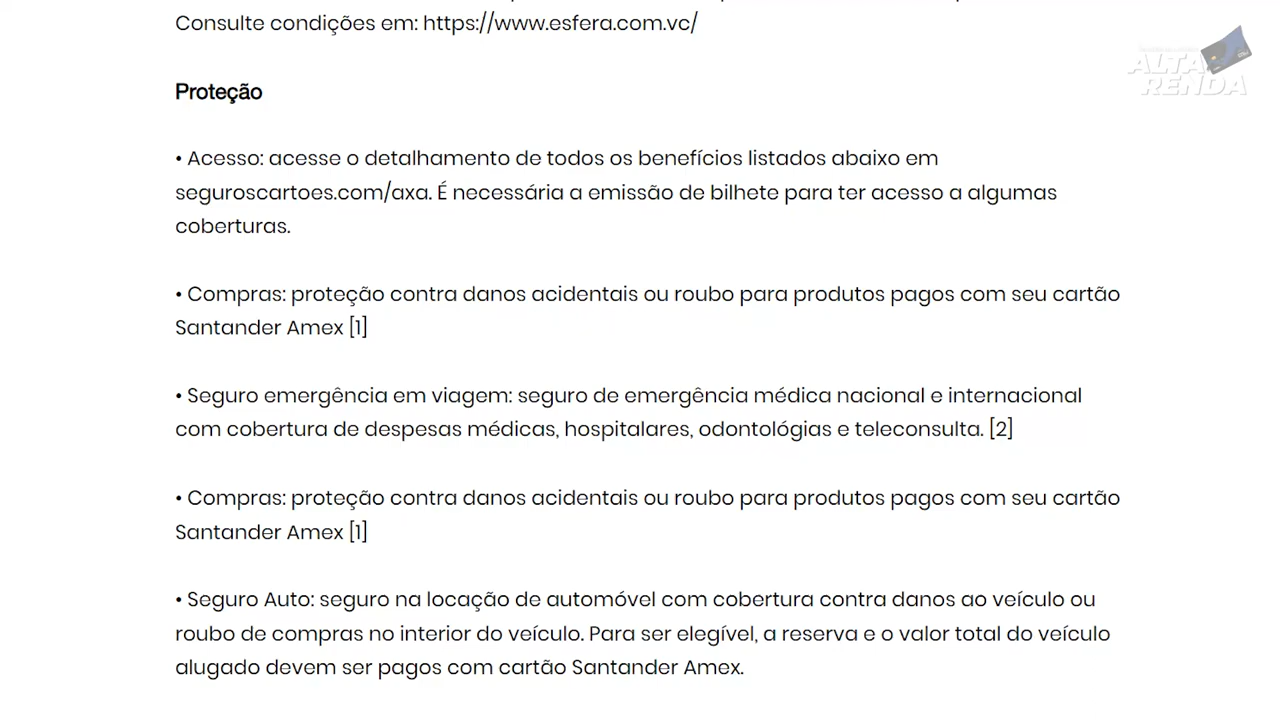 Consulte condições em: https://www.esfera.com.vc/
ALTA
RENDA
Proteção
• Acesso: acesse o detalhamento de todos os benefícios listados abaixo em
seguroscartoes.com/axa. É necessária a emissão de bilhete para ter acesso a algumas
coberturas.
• Compras: proteção contra danos acidentais ou roubo para produtos pagos com seu cartão
Santander Amex [1]
• Seguro emergência em viagem: seguro de emergência médica nacional e internacional
com cobertura de despesas médicas, hospitalares, odontológias e teleconsulta. [2]
• Compras: proteção contra danos acidentais ou roubo para produtos pagos com seu cartão
Santander Amex [1]
• Seguro Auto: seguro na locação de automóvel com cobertura contra danos ao veículo ou
roubo de compras no interior do veículo. Para ser elegível, a reserva e o valor total do veículo
alugado devem ser pagos com cartão Santander Amex.